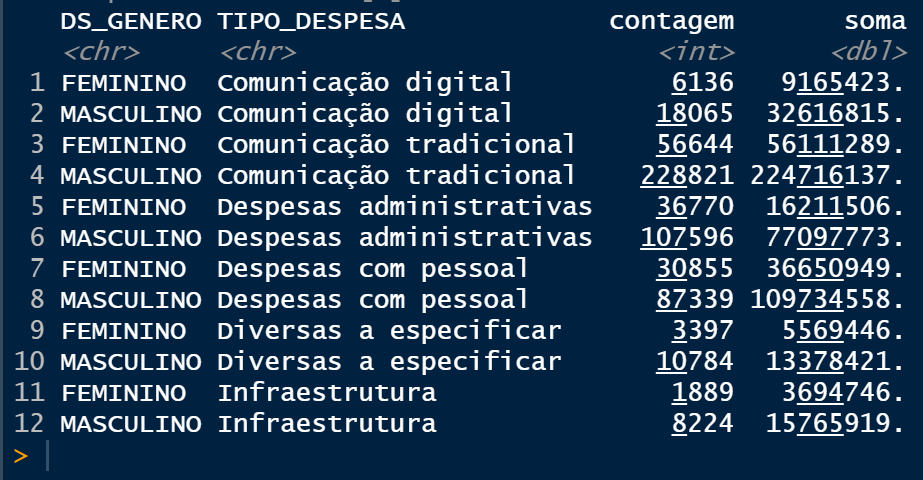 DS_GENERO TIPO_DESPESA contagem soma
<chr> <chr> <int> <dbl>
1 FEMININO Comunicação digital 6136 9165423.
2 MASCULINO Comunicação digital 18065 32616815.
3 FEMININO Comunicação tradicional 56644 56111289.
4 MASCULINO Comunicação tradicional 228821 224716137.
5 FEMININO Despesas administrativas 36770 16211506.
6 MASCULINO Despesas administrativas 107596 77097773.
7 FEMININO Despesas com pessoal 30855 36650949.
8 MASCULINO Despesas com pessoal 87339 109734558.
9 FEMININO Diversas a especificar 3397 5569446.
10 MASCULINO Diversas a especificar 10784 13378421.
11 FEMININO Infraestrutura 1889 3694746.
12 MASCULINO Infraestrutura 8224 15765919.
>